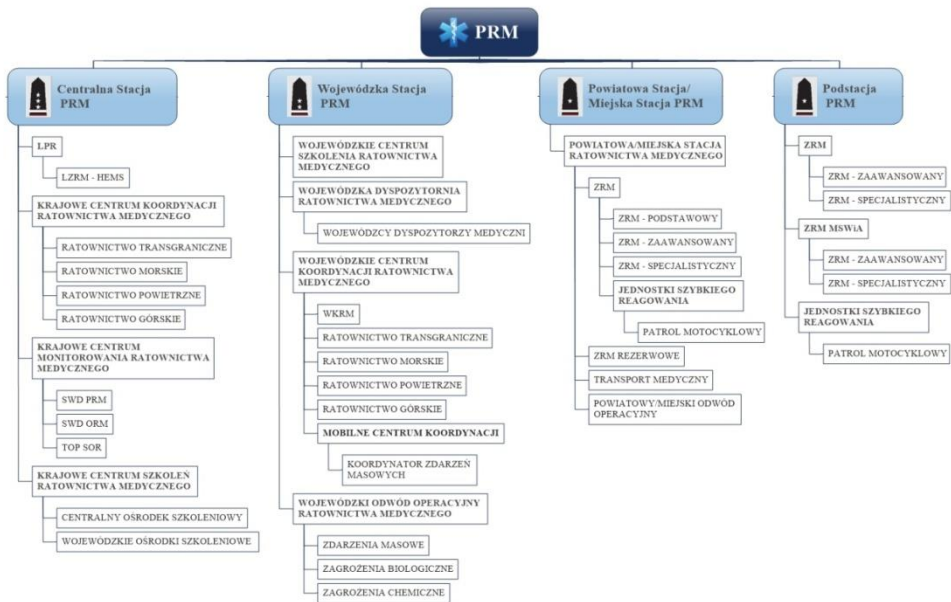 PRM
Centralna Stacja
PRM
LPR
LZRM - HEMS
KRAJOWE CENTRUM KOORDYNACJI
RATOWNICTWA MEDYCZNEGO
RATOWNICTWO TRANSGRANICZNE
RATOWNICTWO MORSKIE
RATOWNICTWO POWIETRZNE
RATOWNICTWO GÓRSKIE
KRAJOWE CENTRUM
MONITOROWANIA RATOWNICTWA
MEDYCZNEGO
SWD PRM
SWD ORM
TOP SOR
KRAJOWE CENTRUM SZKOLEŃ
RATOWNICTWA MEDYCZNEGO
CENTRALNY OŚRODEK SZKOLENIOWY
WOJEWÓDZKIE OŚRODKI SZKOLENIOWE
Wojewódzka Stacja
PRM
WOJEWÓDZKIE CENTRUM
SZKOLENIA RATOWNICTWA
MEDYCZNEGO
WOJEWÓDZKA DYSPOZYTORNIA
RATOWNICTWA MEDYCZNEGO
WOJEWÓDZCY DYSPOZYTORZY MEDYCZNI
WOJEWÓDZKIE CENTRUM
KOORDYNACJI RATOWNICTWA
MEDYCZNEGO
WKRM
RATOWNICTWO TRANSGRANICZNE
RATOWNICTWO MORSKIE
RATOWNICTWO POWIETRZNE
RATOWNICTWO GÓRSKIE
MOBILNE CENTRUM KOORDYNACJI
KOORDYNATOR ZDARZEŃ
MASOWYCH
WOJEWÓDZKI ODWÓD OPERACYJNY
RATOWNICTWA MEDYCZNEGO
ZDARZENIA MASOWE
ZAGROŻENIA BIOLOGICZNE
ZAGROŻENIA CHEMICZNE
Powiatowa Stacja/
Miejska Stacja PRM
POWIATOWA/MIEJSKA STACJA
RATOWNICTWA MEDYCZNEGO
ZRM
ZRM - PODSTAWOWY
ZRM - ZAAWANSOWANY
ZRM - SPECJALISTYCZNY
JEDNOSTKI SZYBKIEGO
REAGOWANIA
PATROL MOTOCYKLOWY
ZRM REZERWOWE
TRANSPORT MEDYCZNY
POWIATOWY/MIEJSKI ODWÓD
OPERACYJNY
Podstacja
PRM
ZRM
ZRM - ZAAWANSOWANY
ZRM - SPECJALISTYCZNY
ZRM MSWiA
ZRM - ZAAWANSOWANY
ZRM - SPECJALISTYCZNY
JEDNOSTKI SZYBKIEGO
REAGOWANIA
PATROL MOTOCYKLOWY